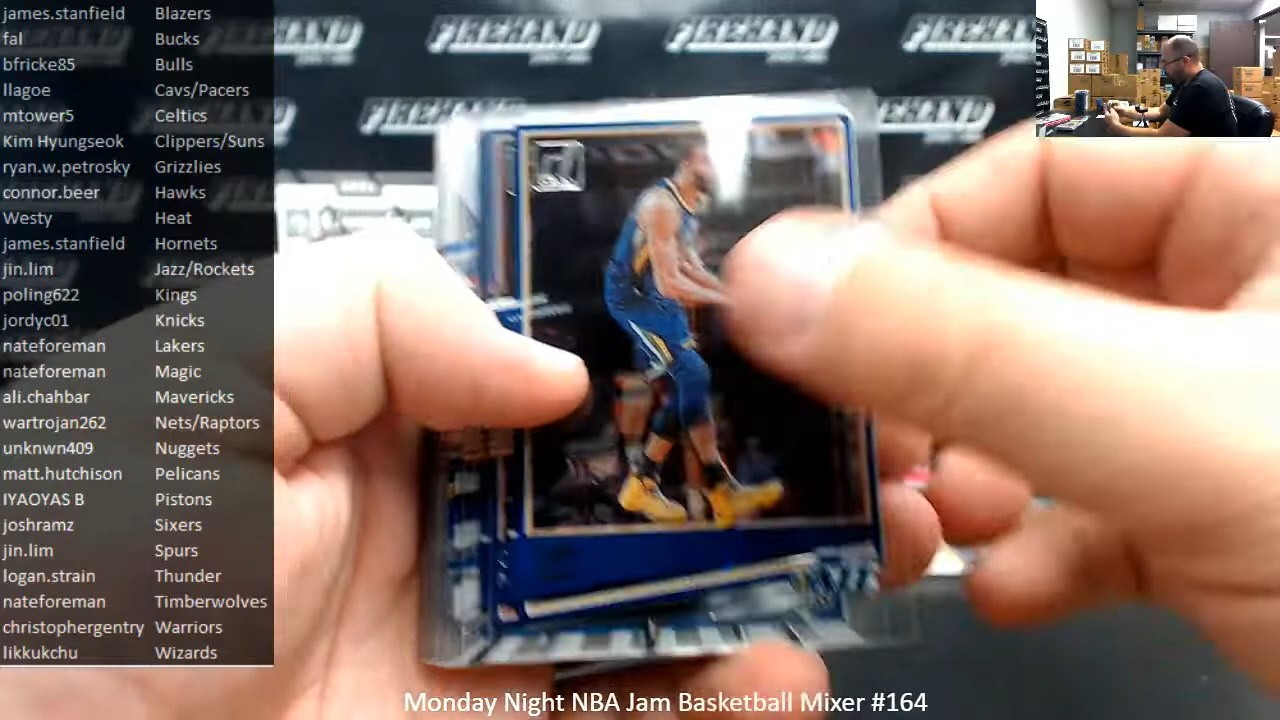 james.stanfield Blazers
fal Bucks
bfricke85 Bulls
llagoe Cavs/Pacers
mtower5 Celtics
Kim Hyungseok Clippers/Suns
ryan.w.petrosky Grizzlies
connor.beer Hawks
Westy Heat
james.stanfield Hornets
jin.lim Jazz/Rockets
poling622 Kings
jordyc01 Knicks
nateforeman Lakers
nateforeman Magic
ali.chahbar Mavericks
wartrojan262 Nets/Raptors
unknwn409 Nuggets
matt.hutchison Pelicans
IYAOYAS B Pistons
joshramz Sixers
jin.lim Spurs
logan.strain Thunder
nateforeman Timberwolves
christophergentry Warriors
likkukchu Wizards
FIREHAND FIREHAND FIREHAND
FIREHAND FIREHAND
Monday Night NBA Jam Basketball Mixer #164